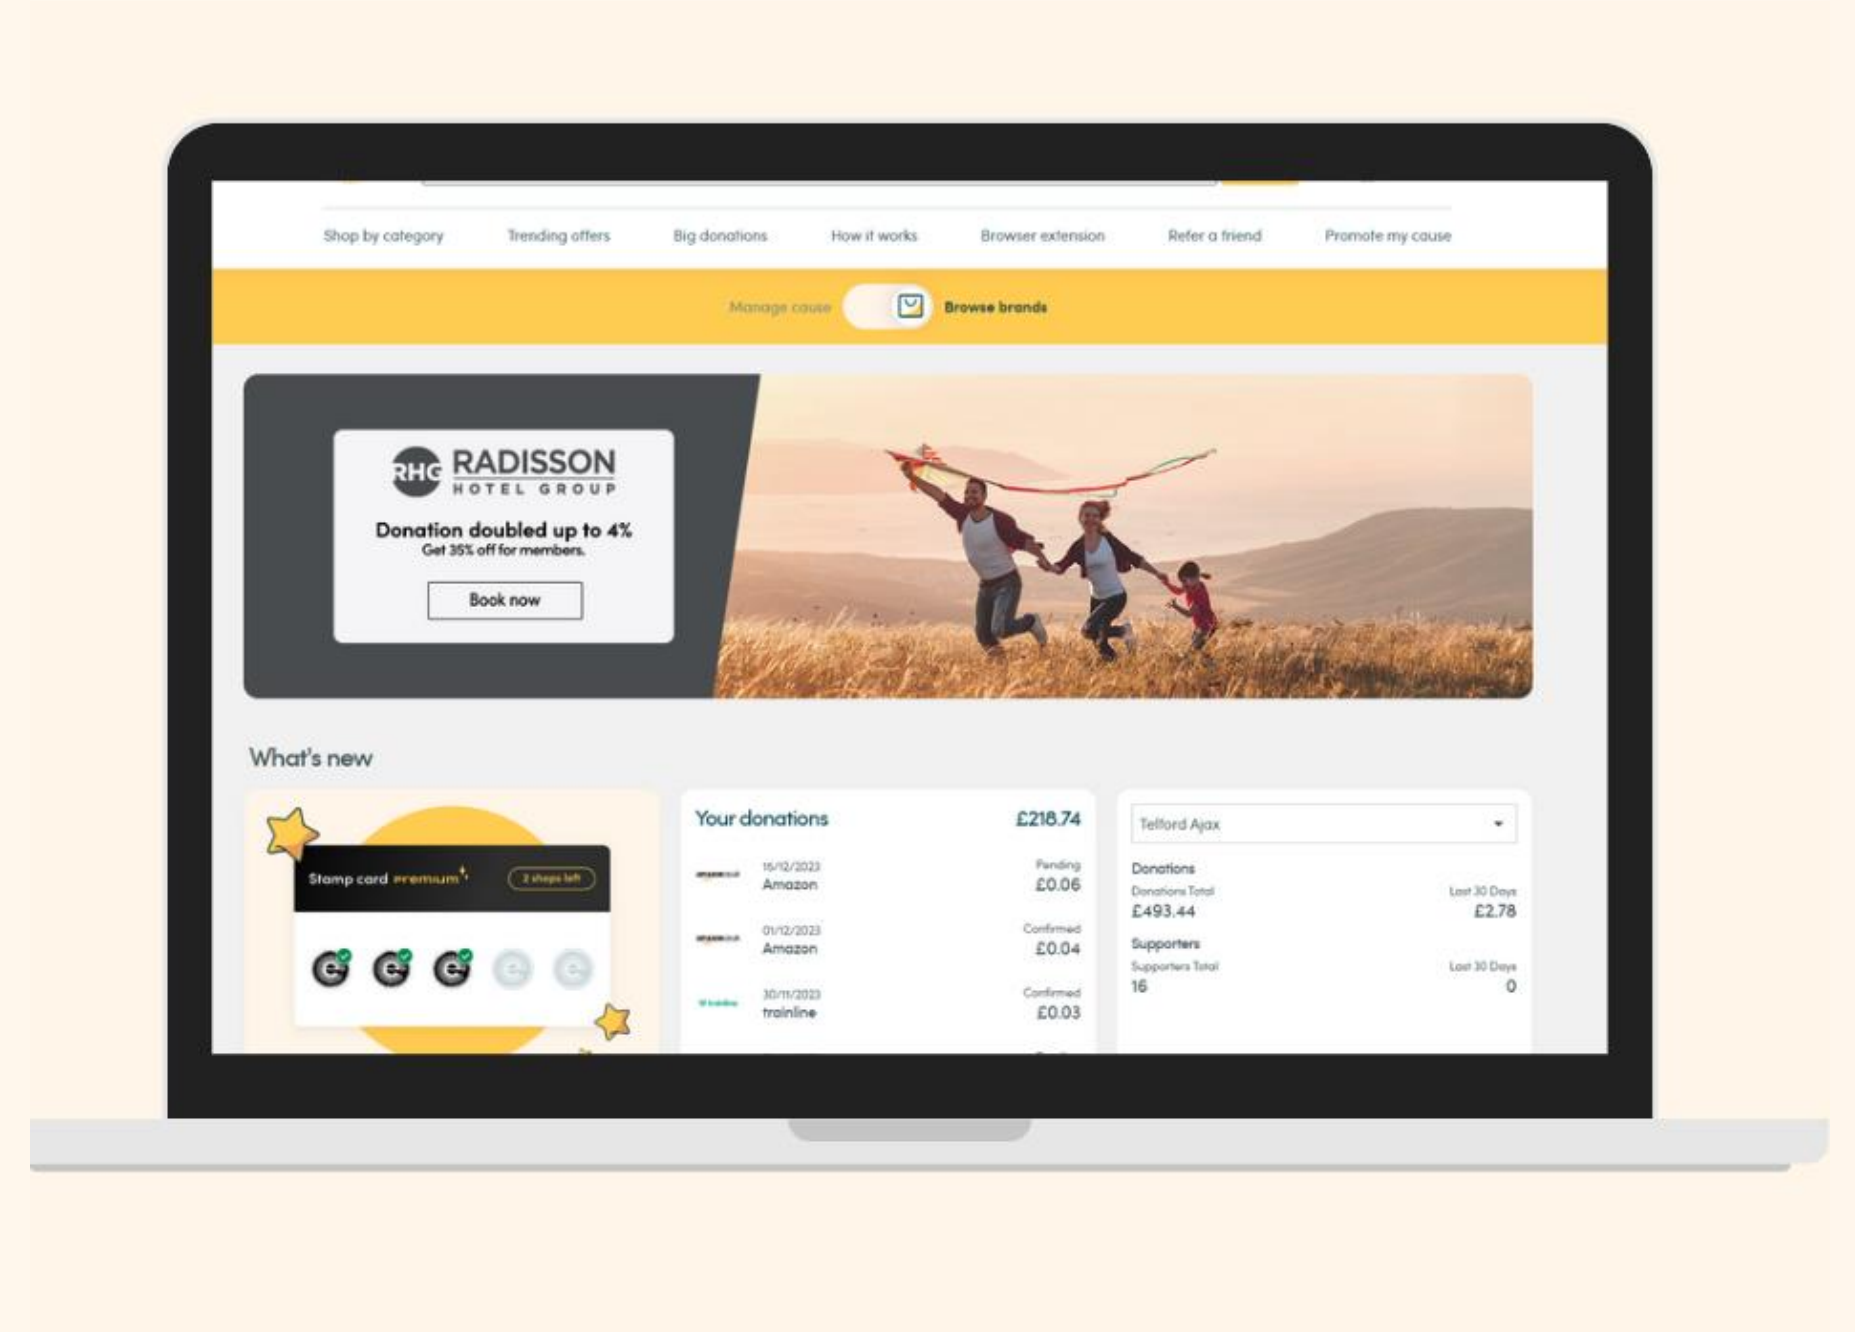 Shop by category
Trending offers
Big donations
How it works
Browser extension
Refer a friend
Promote my cause
Manage cause
Browse brands
RHG RADISSON
HOTEL GROUP
Donation doubled up to 4%
Get 35% off for members.
Book now
What's new
Stamp card Premium
2 shops left
Your donations £218.74
16/12/2023 Pending
Amazon £0.06
01/12/2023 Confirmed
Amazon £0.04
30/11/2023 Confirmed
trainline
trainline £0.03
Telford Ajax
Donations
Donations Total Last 30 Days
£493.44 £2.78
Supporters
Supporters Total Last 30 Days
16 0